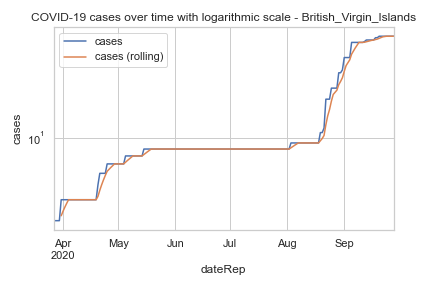 COVID-19 cases over time with logarithmic scale - British_Virgin_Islands
cases
cases (rolling)
cases
10¹
Apr May Jun Jul Aug Sep
2020
dateRep